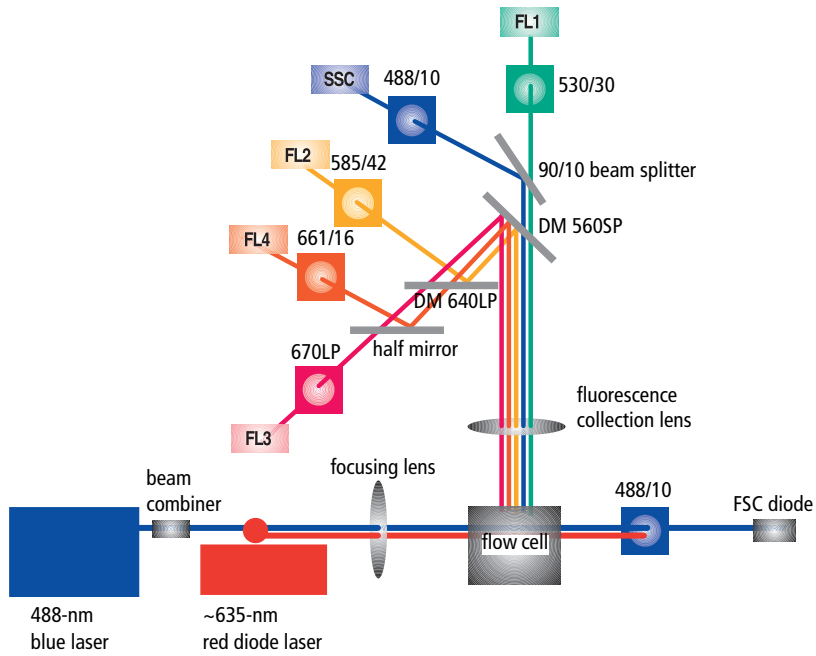 FL1
SSC
488/10
530/30
FL2
585/42
90/10 beam splitter
DM 560SP
FL4
661/16
DM 640LP
half mirror
670LP
FL3
fluorescence
collection lens
focusing lens
beam
combiner
488/10
FSC diode
flow cell
488-nm
blue laser
~635-nm
red diode laser